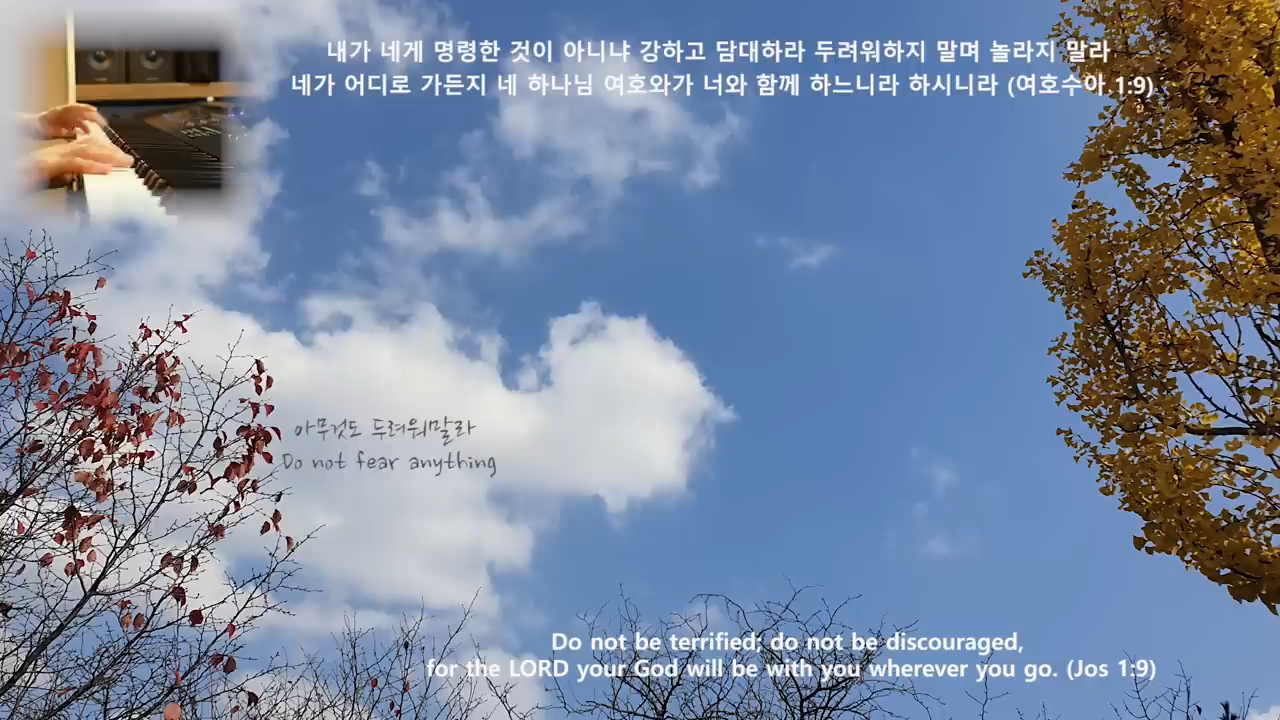 내가 네게 명령한 것이 아니냐 강하고 담대하라 두려워하지 말며 놀라지 말라
네가 어디로 가든지 네 하나님 여호와가 너와 함께 하느니라 하시니라 (여호수아 1:9)
아무것도 두려워말라
Do not fear anything
Do not be terrified; do not be discouraged,
for the LORD your God will be with you wherever you go. (Jos 1:9)